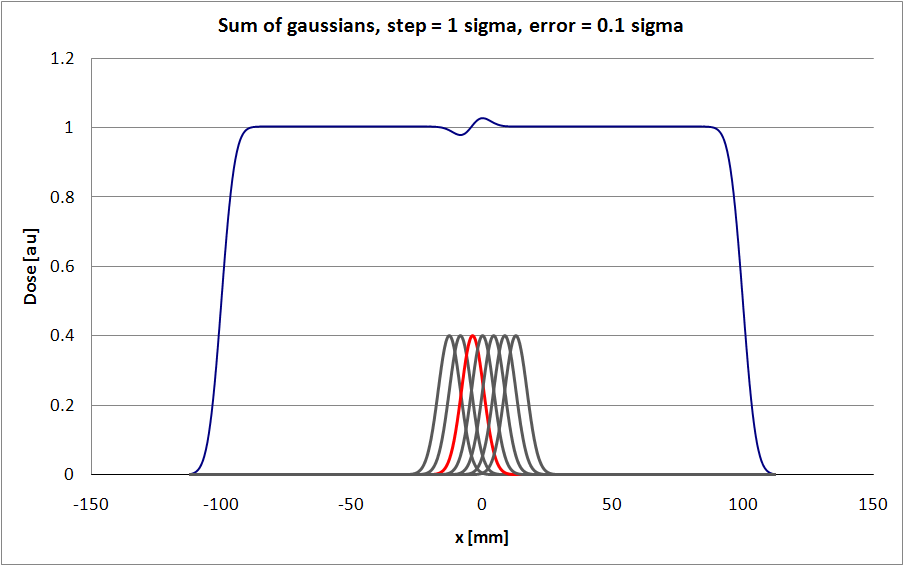 Sum of gaussians, step = 1 sigma, error = 0.1 sigma
1.2
1
0.8
0.6
0.4
0.2
0
Dose [au]
-150 -100 -50 0 50 100 150
x [mm]